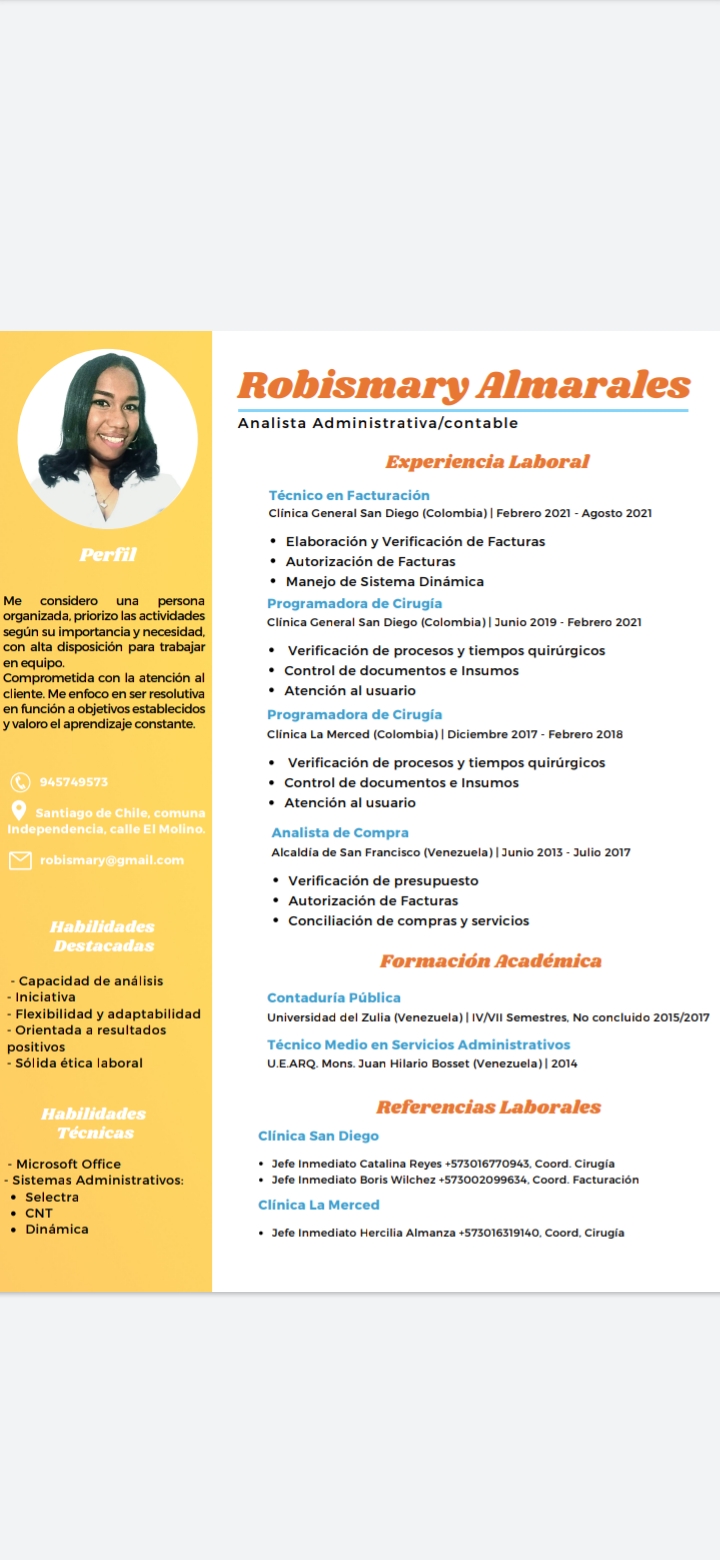 Robismary Almarales
Analista Administrativa/contable
Perfil
Me considero una persona
organizada, priorizo las actividades
según su importancia y necesidad,
con alta disposición para trabajar
en equipo.
Comprometida con la atención al
cliente. Me enfoco en ser resolutiva
en función a objetivos establecidos
y valoro el aprendizaje constante.
945749573
Santiago de Chile, comuna
Independencia, calle El Molino.
robismary@gmail.com
Habilidades
Destacadas
- Capacidad de análisis
- Iniciativa
- Flexibilidad y adaptabilidad
- Orientada a resultados
positivos
- Sólida ética laboral
Habilidades
Técnicas
- Microsoft Office
- Sistemas Administrativos:
• Selectra
• CNT
• Dinámica
Experiencia Laboral
Técnico en Facturación
Clínica General San Diego (Colombia) | Febrero 2021 - Agosto 2021
• Elaboración y Verificación de Facturas
• Autorización de Facturas
• Manejo de Sistema Dinámica
Programadora de Cirugía
Clínica General San Diego (Colombia) | Junio 2019 - Febrero 2021
• Verificación de procesos y tiempos quirúrgicos
• Control de documentos e Insumos
• Atención al usuario
Programadora de Cirugía
Clínica La Merced (Colombia) | Diciembre 2017 - Febrero 2018
• Verificación de procesos y tiempos quirúrgicos
• Control de documentos e Insumos
• Atención al usuario
Analista de Compra
Alcaldía de San Francisco (Venezuela) | Junio 2013 - Julio 2017
• Verificación de presupuesto
• Autorización de Facturas
• Conciliación de compras y servicios
Formación Académica
Contaduría Pública
Universidad del Zulia (Venezuela) | IV/VII Semestres, No concluido 2015/2017
Técnico Medio en Servicios Administrativos
U.E.ARQ. Mons. Juan Hilario Bosset (Venezuela) | 2014
Referencias Laborales
Clínica San Diego
• Jefe Inmediato Catalina Reyes +573016770943, Coord. Cirugía
• Jefe Inmediato Boris Wilchez +573002099634, Coord. Facturación
Clínica La Merced
• Jefe Inmediato Hercilia Almanza +573016319140, Coord, Cirugía